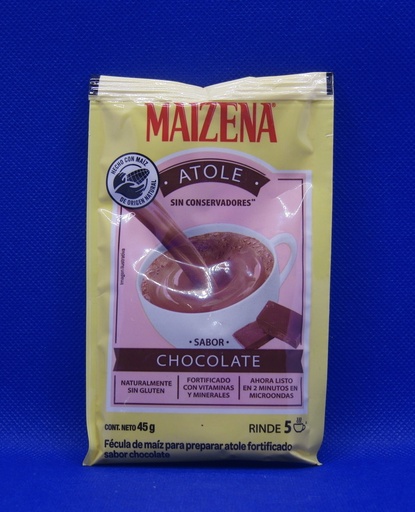 MAIZENA®
HECHO CON MAÍZ
DE ORIGEN NATURAL
• ATOLE •
SIN CONSERVADORES**
Imagen ilustrativa
• SABOR •
CHOCOLATE
NATURALMENTE
SIN GLUTEN
FORTIFICADO
CON VITAMINAS
Y MINERALES
AHORA LISTO
EN 2 MINUTOS EN
MICROONDAS
CONT. NETO 45 g
RINDE 5
Fécula de maíz para preparar atole fortificado
sabor chocolate